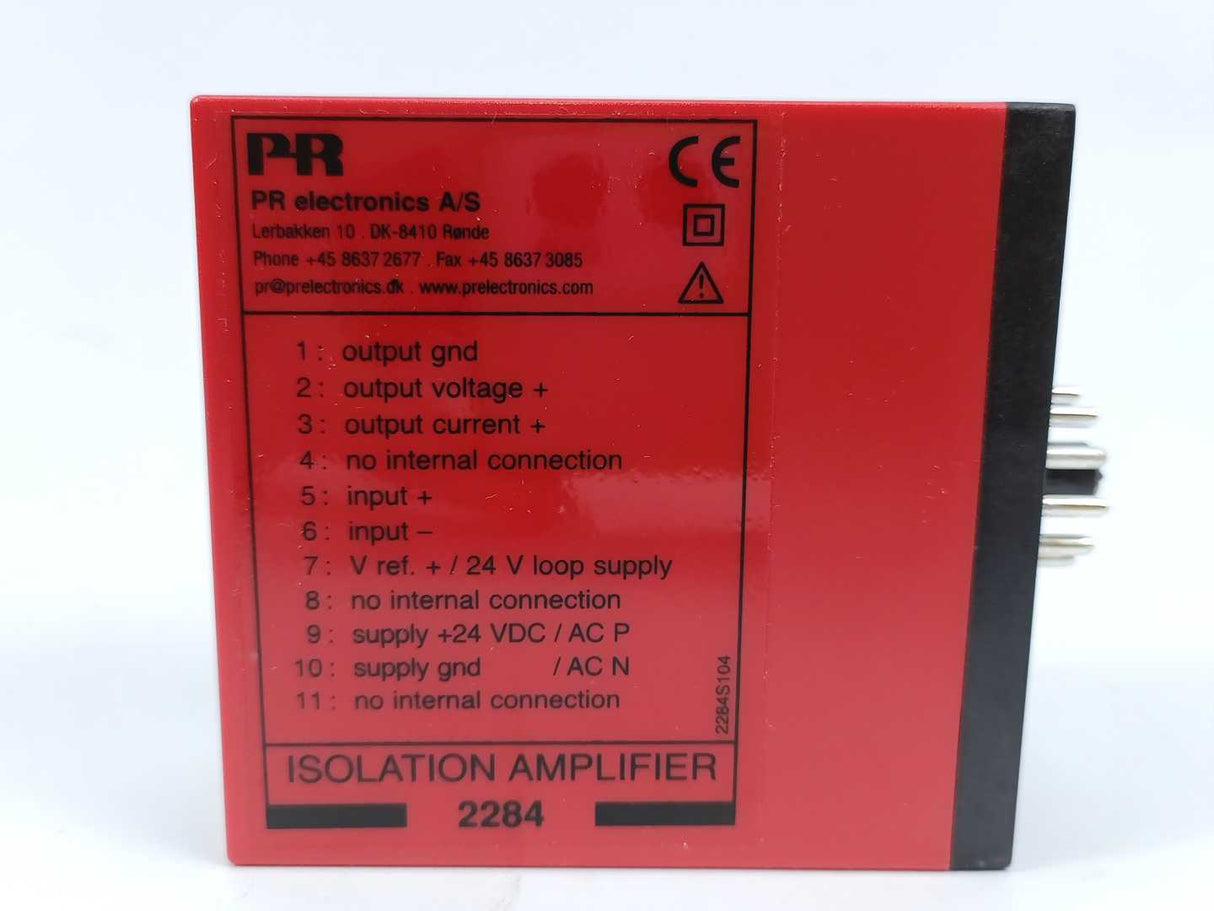 PR
CE
PR electronics A/S
Lerbakken 10 . DK-8410 Rønde
Phone +45 8637 2677 . Fax +45 8637 3085
pr@prelectronics.dk . www.prelectronics.com
1 : output gnd
2 : output voltage +
3 : output current +
4 : no internal connection
5 : input +
6 : input –
7 : V ref. + / 24 V loop supply
8 : no internal connection
9 : supply +24 VDC / AC P
10 : supply gnd / AC N
11 : no internal connection
2284S104
ISOLATION AMPLIFIER
2284